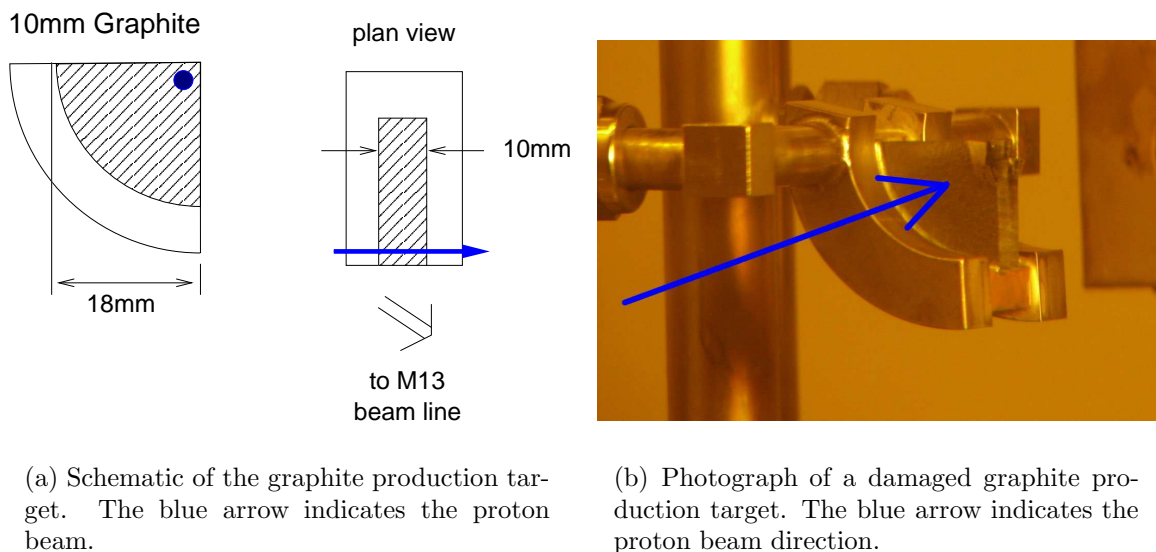 10mm Graphite
plan view
10mm
18mm
to M13
beam line
(a) Schematic of the graphite production tar-
get. The blue arrow indicates the proton
beam.
(b) Photograph of a damaged graphite pro-
duction target. The blue arrow indicates the
proton beam direction.